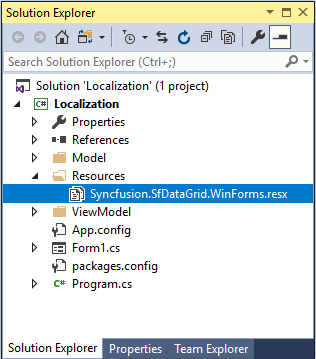 Solution Explorer
Search Solution Explorer (Ctrl+;)
Solution 'Localization' (1 project)
C# Localization
Properties
References
Model
Resources
Syncfusion.SfDataGrid.WinForms.resx
ViewModel
App.config
Form1.cs
packages.config
C# Program.cs
Solution Explorer Properties Team Explorer